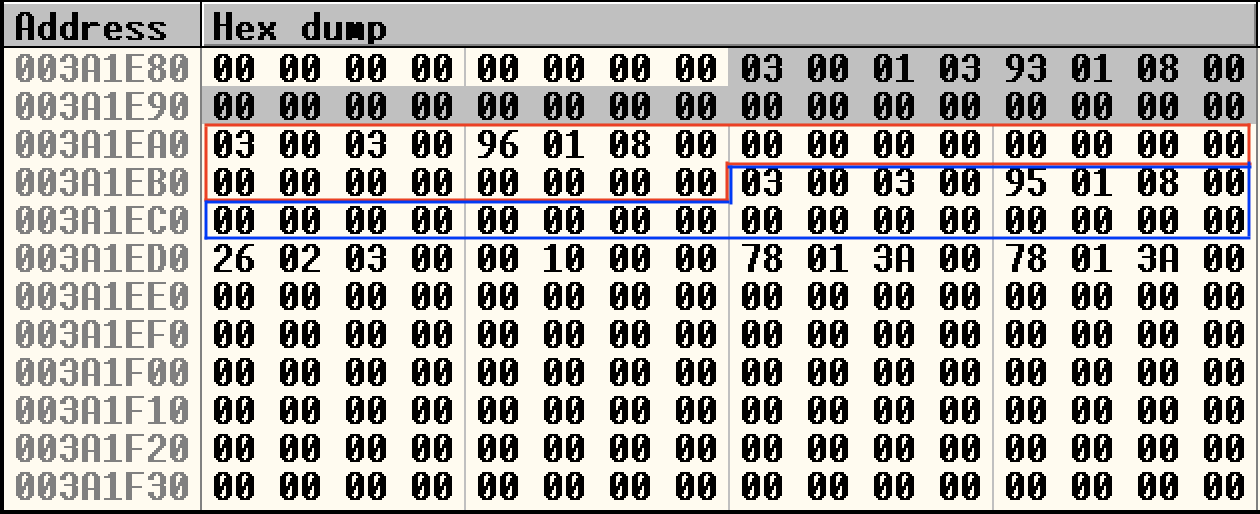 Address Hex dump
003A1E80 00 00 00 00 00 00 00 00 03 00 01 03 93 01 08 00
003A1E90 00 00 00 00 00 00 00 00 00 00 00 00 00 00 00 00
003A1EA0 03 00 03 00 96 01 08 00 00 00 00 00 00 00 00 00
003A1EB0 00 00 00 00 00 00 00 00 03 00 03 00 95 01 08 00
003A1EC0 00 00 00 00 00 00 00 00 00 00 00 00 00 00 00 00
003A1ED0 26 02 03 00 00 10 00 00 78 01 3A 00 78 01 3A 00
003A1EE0 00 00 00 00 00 00 00 00 00 00 00 00 00 00 00 00
003A1EF0 00 00 00 00 00 00 00 00 00 00 00 00 00 00 00 00
003A1F00 00 00 00 00 00 00 00 00 00 00 00 00 00 00 00 00
003A1F10 00 00 00 00 00 00 00 00 00 00 00 00 00 00 00 00
003A1F20 00 00 00 00 00 00 00 00 00 00 00 00 00 00 00 00
003A1F30 00 00 00 00 00 00 00 00 00 00 00 00 00 00 00 00